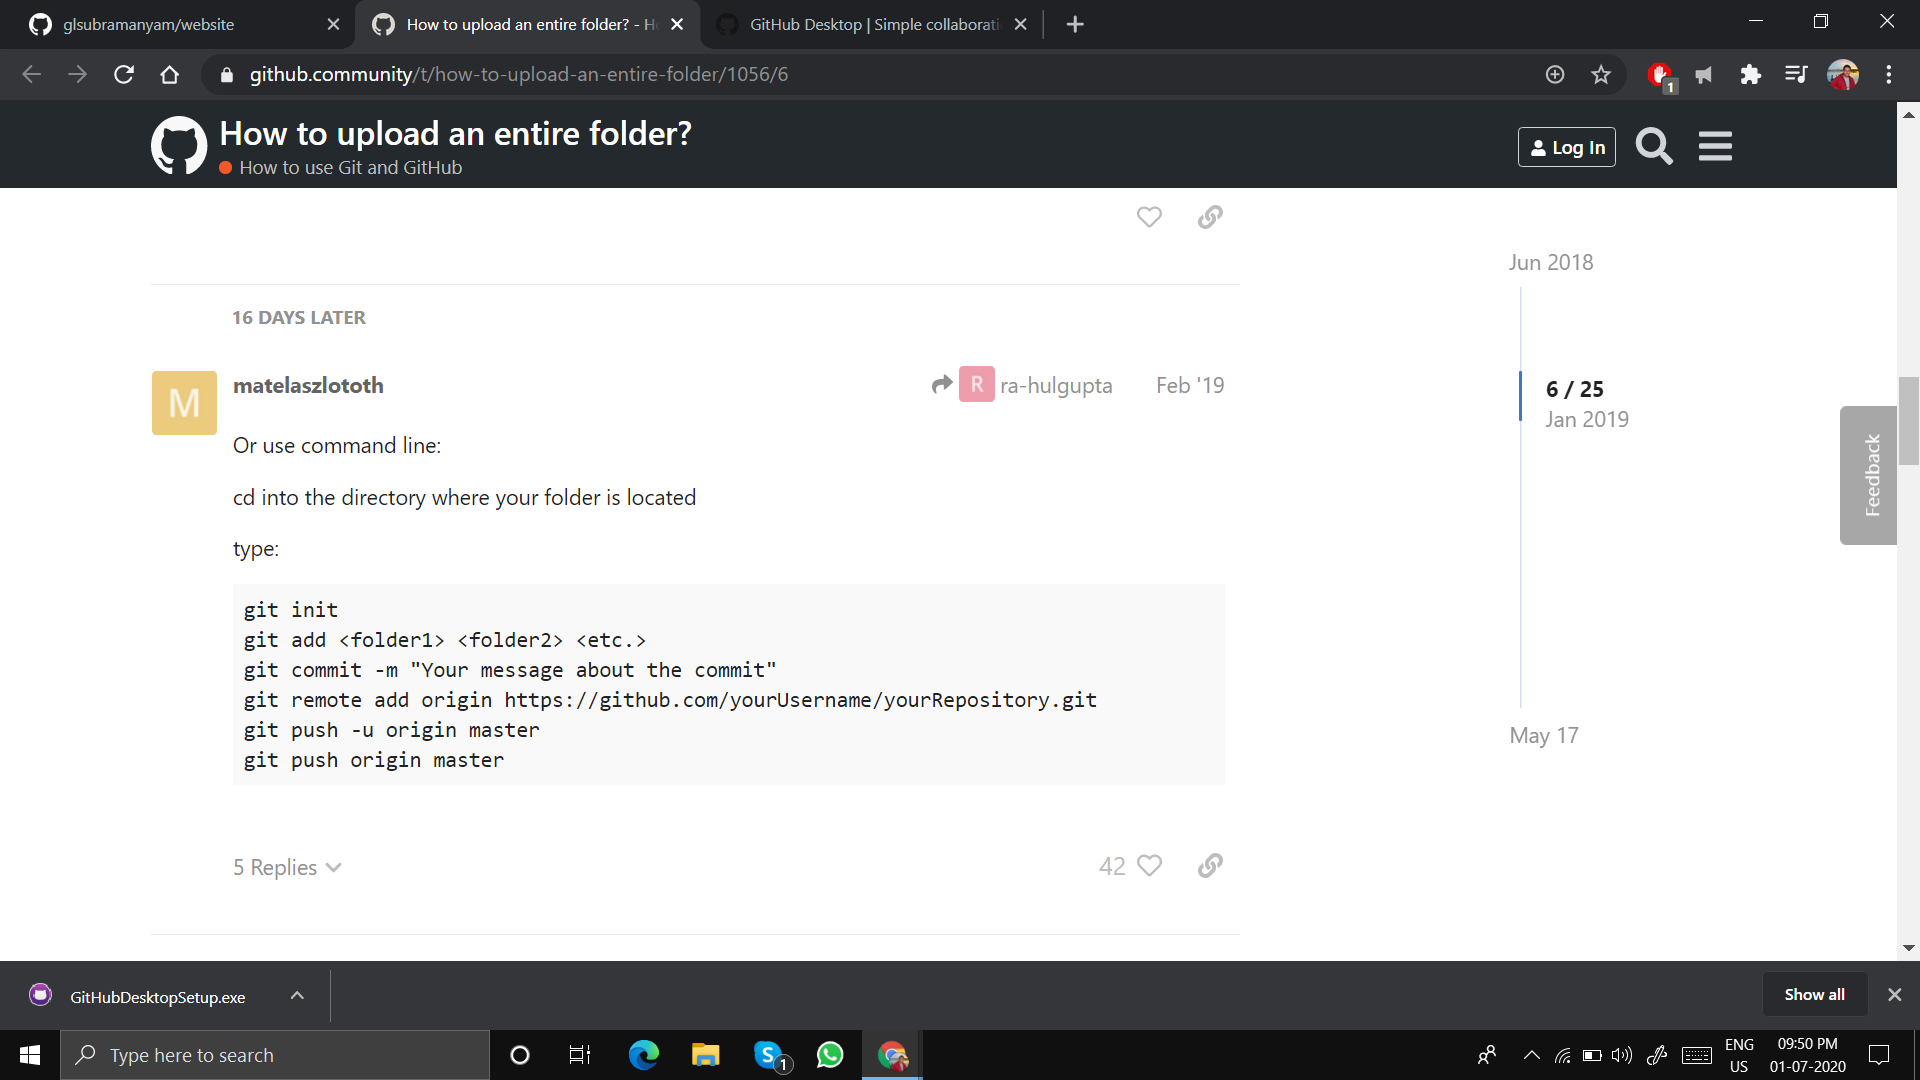 glsubramanyam/website
How to upload an entire folder? - H
GitHub Desktop | Simple collaborati
github.community/t/how-to-upload-an-entire-folder/1056/6
1
How to upload an entire folder?
How to use Git and GitHub
Log In
Jun 2018
16 DAYS LATER
M
matelaszlototh
R
ra-hulgupta
Feb '19
6 / 25
Jan 2019
Or use command line:
cd into the directory where your folder is located
type:
Feedback
git init
git add <folder1> <folder2> <etc.>
git commit -m "Your message about the commit"
git remote add origin https://github.com/yourUsername/yourRepository.git
git push -u origin master
git push origin master
May 17
5 Replies
42
GitHubDesktopSetup.exe
Show all
Type here to search
S
1
ENG
US
09:50 PM
01-07-2020